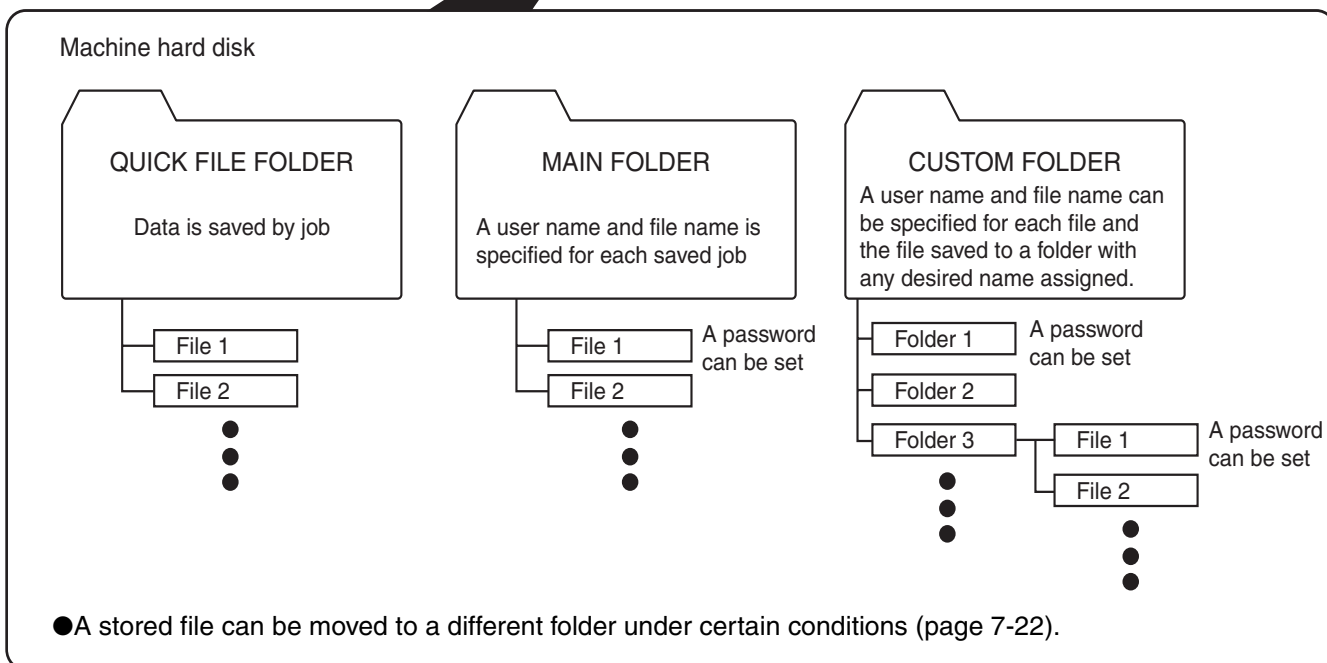 Machine hard disk
QUICK FILE FOLDER
Data is saved by job
File 1
File 2
MAIN FOLDER
A user name and file name is
specified for each saved job
File 1
A password
can be set
File 2
CUSTOM FOLDER
A user name and file name can
be specified for each file and
the file saved to a folder with
any desired name assigned.
Folder 1
A password
can be set
Folder 2
Folder 3
File 1
A password
can be set
File 2
●A stored file can be moved to a different folder under certain conditions (page 7-22).